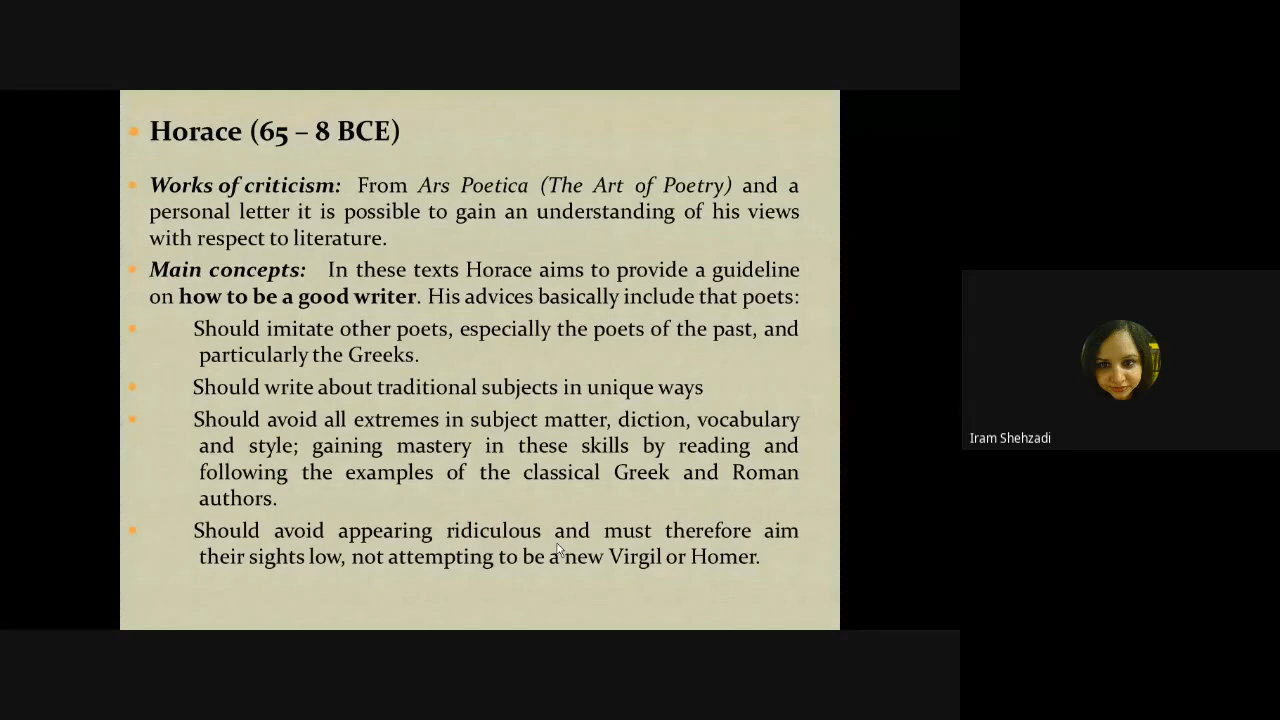 Horace (65 – 8 BCE)
Works of criticism: From Ars Poetica (The Art of Poetry) and a
personal letter it is possible to gain an understanding of his views
with respect to literature.
Main concepts: In these texts Horace aims to provide a guideline
on how to be a good writer. His advices basically include that poets:
Should imitate other poets, especially the poets of the past, and
particularly the Greeks.
Should write about traditional subjects in unique ways
Should avoid all extremes in subject matter, diction, vocabulary
and style; gaining mastery in these skills by reading and
following the examples of the classical Greek and Roman
authors.
Should avoid appearing ridiculous and must therefore aim
their sights low, not attempting to be a new Virgil or Homer.
Iram Shehzadi